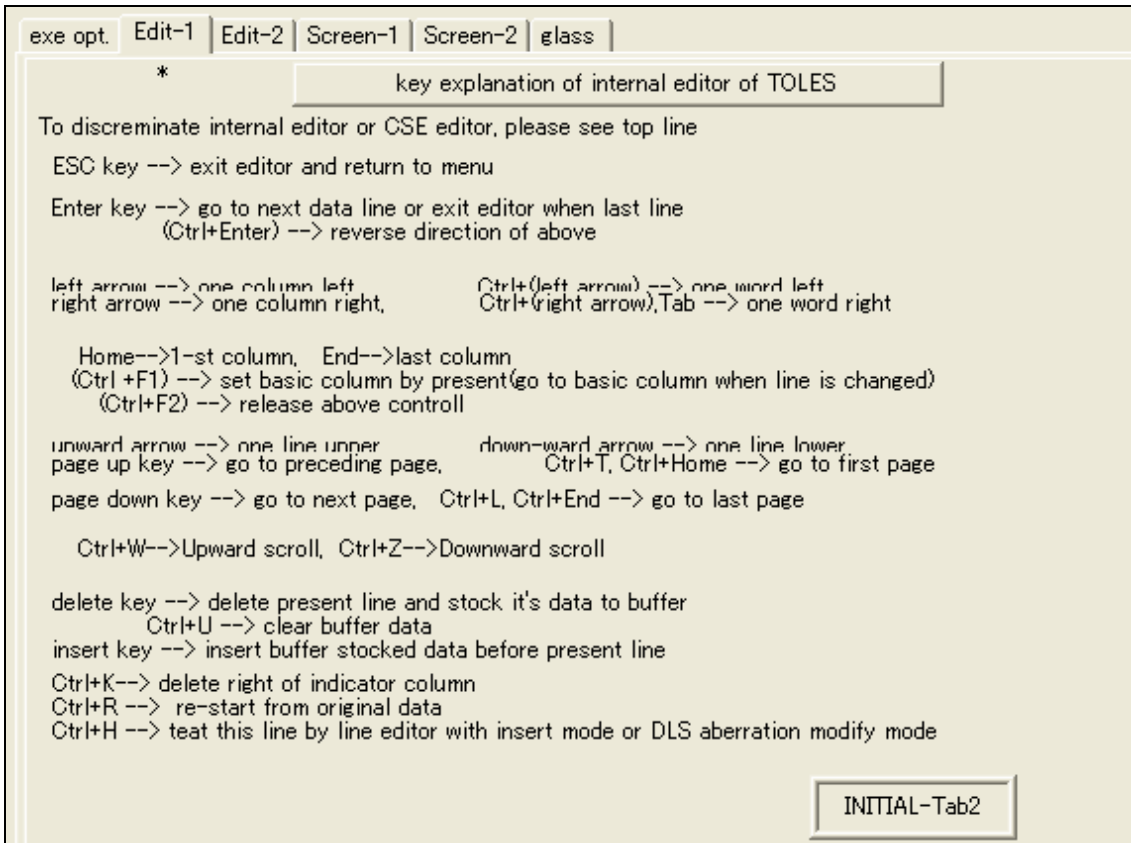 exe opt. Edit-1 Edit-2 Screen-1 Screen-2 glass
*
key explanation of internal editor of TOLES
To discreminate internal editor or CSE editor, please see top line
ESC key --> exit editor and return to menu
Enter key --> go to next data line or exit editor when last line
(Ctrl+Enter) --> reverse direction of above
left arrow --> one column left Ctrl+(left arrow) --> one word left
right arrow --> one column right, Ctrl+(right arrow),Tab --> one word right
Home-->1-st column, End-->last column
(Ctrl +F1) --> set basic column by present(go to basic column when line is changed)
(Ctrl+F2) --> release above controll
upward arrow --> one line upper down-ward arrow --> one line lower
page up key --> go to preceding page, Ctrl+T, Ctrl+Home --> go to first page
page down key --> go to next page, Ctrl+L, Ctrl+End --> go to last page
Ctrl+W-->Upward scroll, Ctrl+Z-->Downward scroll
delete key --> delete present line and stock it's data to buffer
Ctrl+U --> clear buffer data
insert key --> insert buffer stocked data before present line
Ctrl+K--> delete right of indicator column
Ctrl+R --> re-start from original data
Ctrl+H --> teat this line by line editor with insert mode or DLS aberration modify mode
INITIAL-Tab2